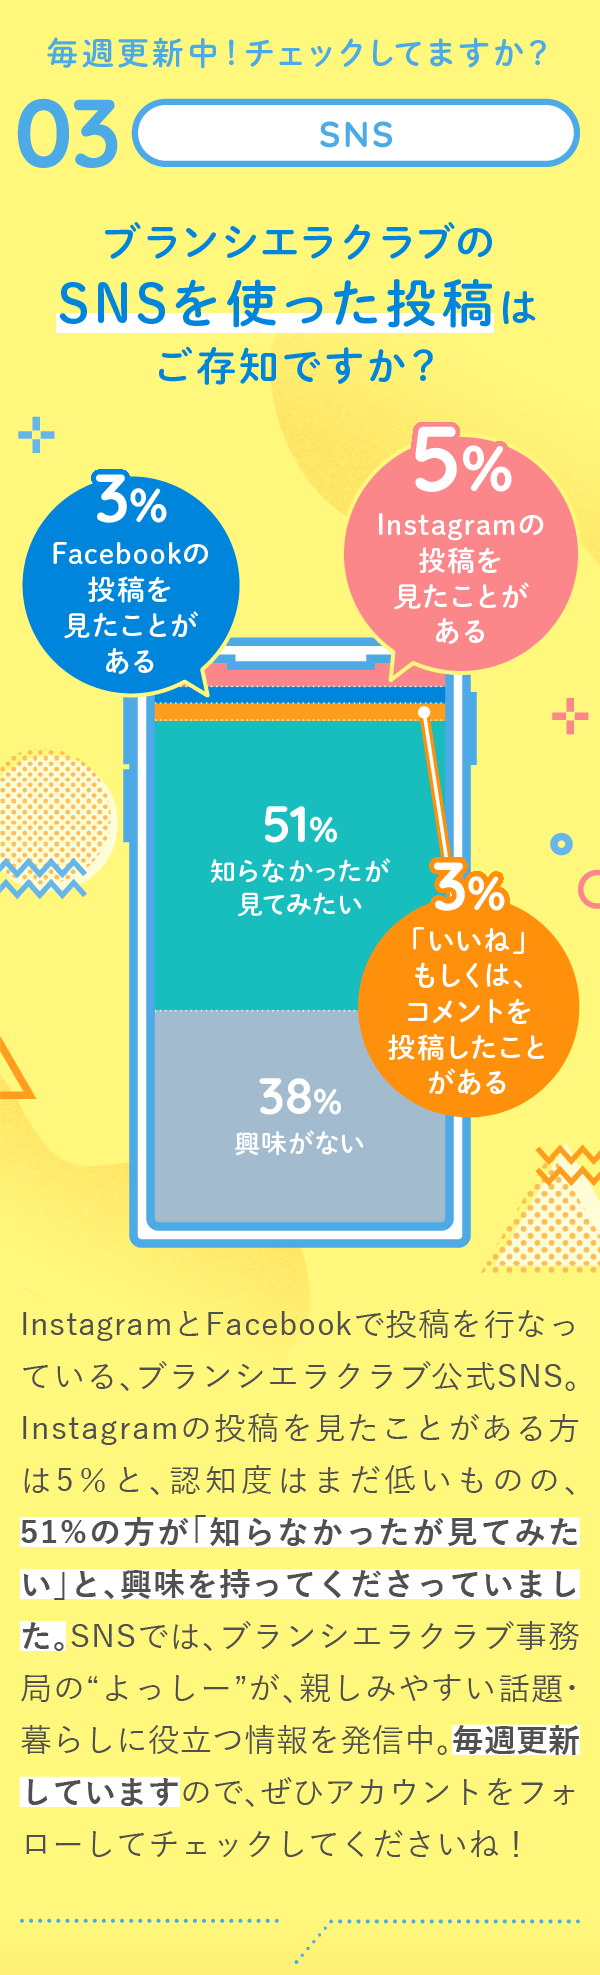 毎週更新中！チェックしてますか？
03
SNS
ブランシエラクラブの
SNSを使った投稿は
ご存知ですか？
3%
Facebookの
投稿を
見たことが
ある
5%
Instagramの
投稿を
見たことが
ある
51%
知らなかったが
見てみたい
3%
「いいね」
もしくは、
コメントを
投稿したこと
がある
38%
興味がない
InstagramとFacebookで投稿を行なっ
ている、ブランシエラクラブ公式SNS。
Instagramの投稿を見たことがある方
は5％と、認知度はまだ低いものの、
51%の方が「知らなかったが見てみた
い」と、興味を持ってくださっていまし
た。SNSでは、ブランシエラクラブ事務
局の“よっしー”が、親しみやすい話題・
暮らしに役立つ情報を発信中。毎週更新
していますので、ぜひアカウントをフォ
ローしてチェックしてくださいね！